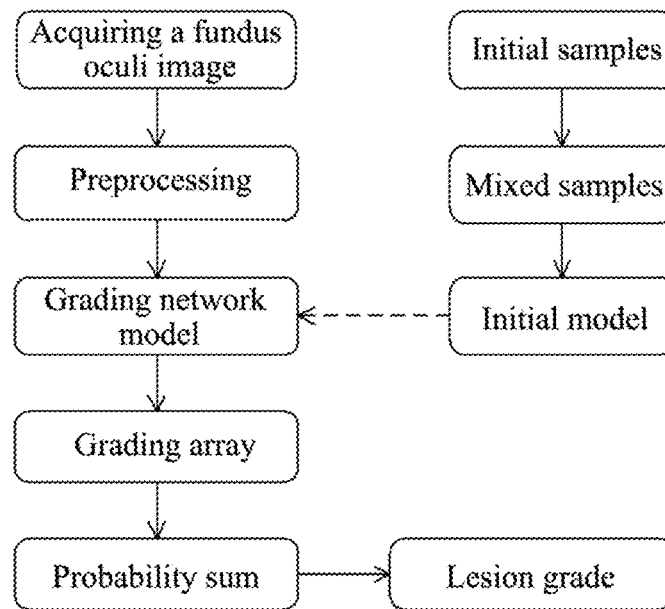 Acquiring a fundus
oculi image
Preprocessing
Grading network
model
Grading array
Probability sum
Initial samples
Mixed samples
Initial model
Lesion grade